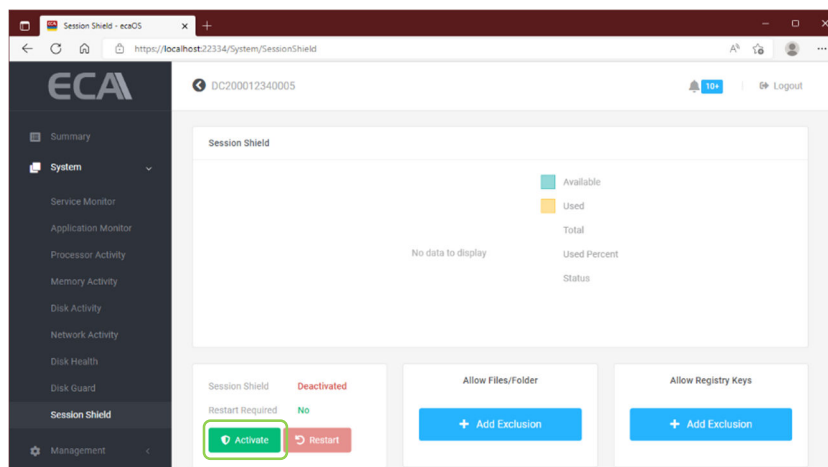 Session Shield - ecaOS
https://localhost:22334/System/SessionShield
ECA
DC200012340005
10+
Logout
Summary
System
Service Monitor
Application Monitor
Processor Activity
Memory Activity
Disk Activity
Network Activity
Disk Health
Disk Guard
Session Shield
Management
Session Shield
Available
Used
Total
Used Percent
Status
No data to display
Session Shield Deactivated
Restart Required No
Activate Restart
Allow Files/Folder
+ Add Exclusion
Allow Registry Keys
+ Add Exclusion